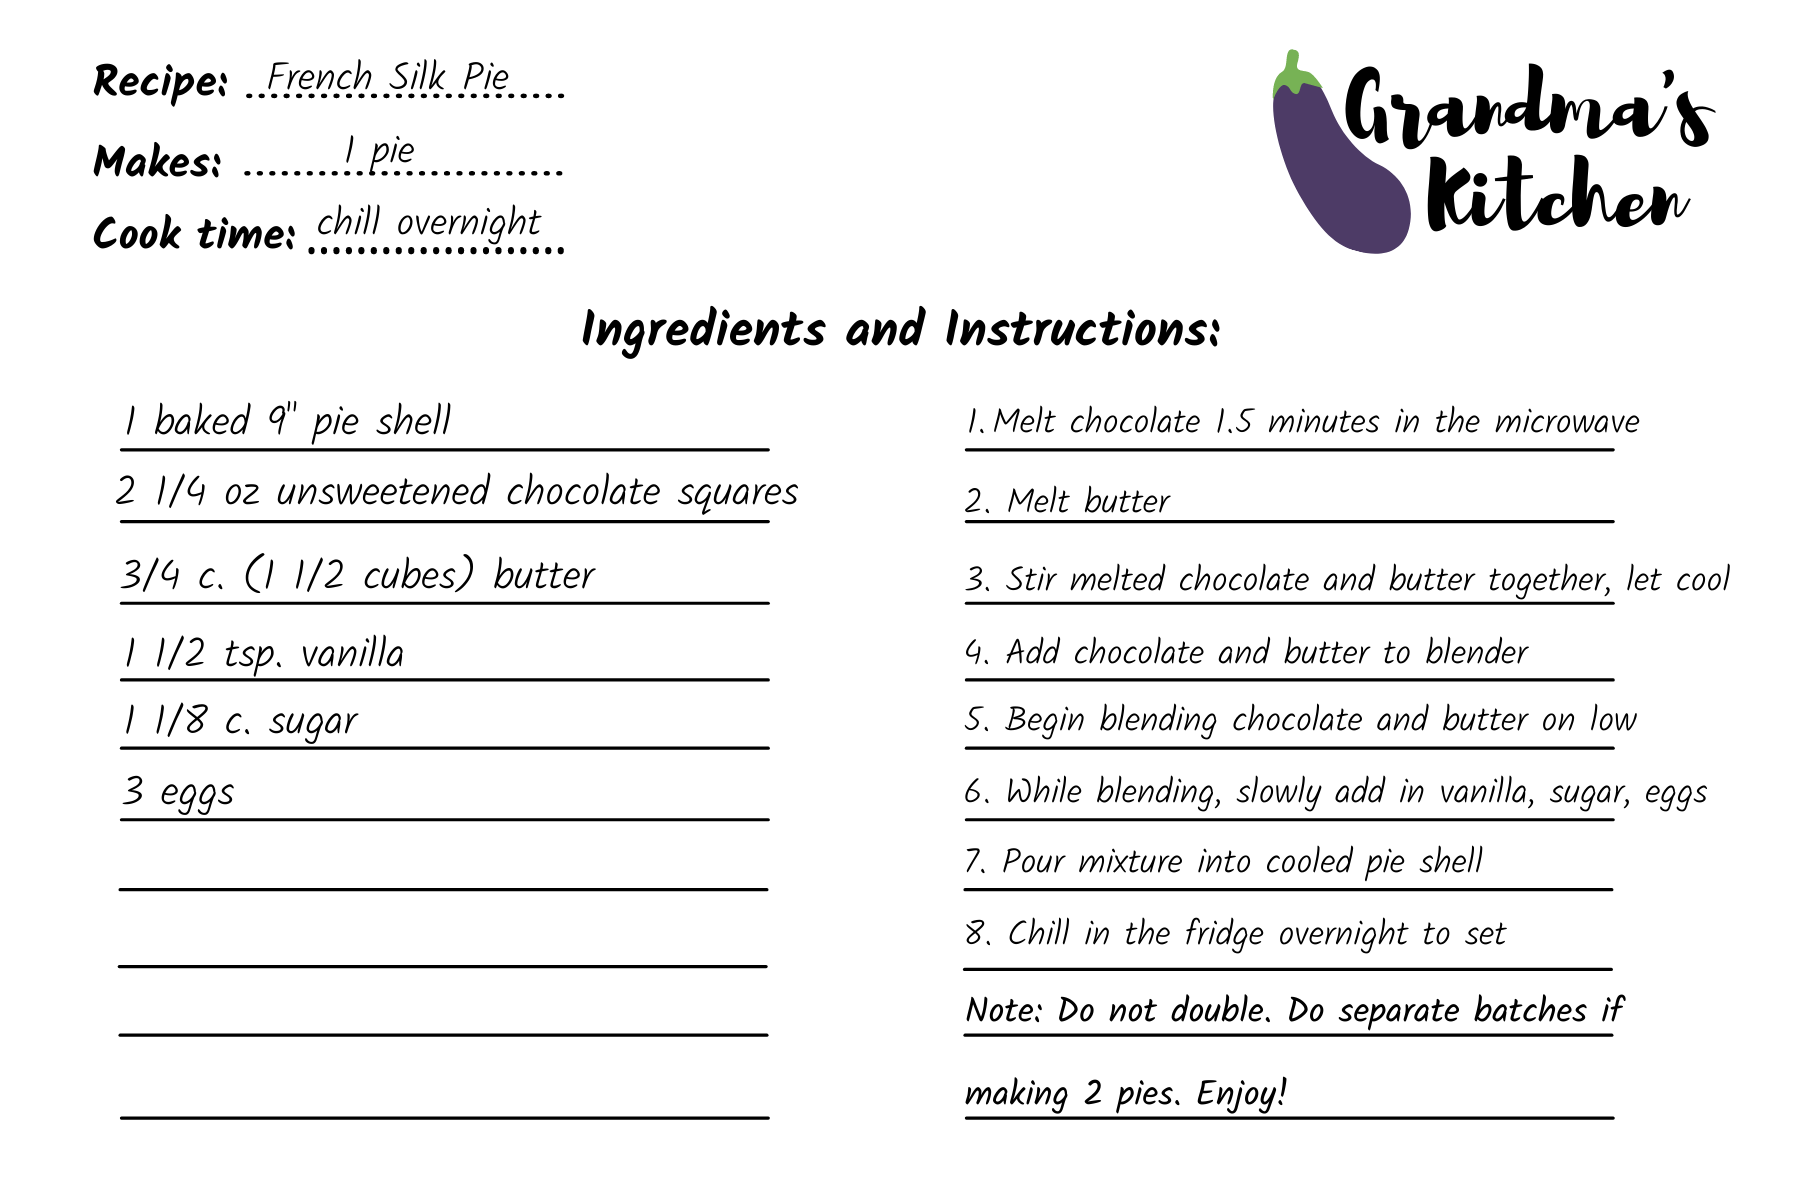 Recipe: French Silk Pie
Makes: 1 pie
Cook time: chill overnight
Grandma's
Kitchen
Ingredients and Instructions:
1 baked 9" pie shell
2 1/4 oz unsweetened chocolate squares
3/4 c. (1 1/2 cubes) butter
1 1/2 tsp. vanilla
1 1/8 c. sugar
3 eggs
1. Melt chocolate 1.5 minutes in the microwave
2. Melt butter
3. Stir melted chocolate and butter together, let cool
4. Add chocolate and butter to blender
5. Begin blending chocolate and butter on low
6. While blending, slowly add in vanilla, sugar, eggs
7. Pour mixture into cooled pie shell
8. Chill in the fridge overnight to set
Note: Do not double. Do separate batches if
making 2 pies. Enjoy!